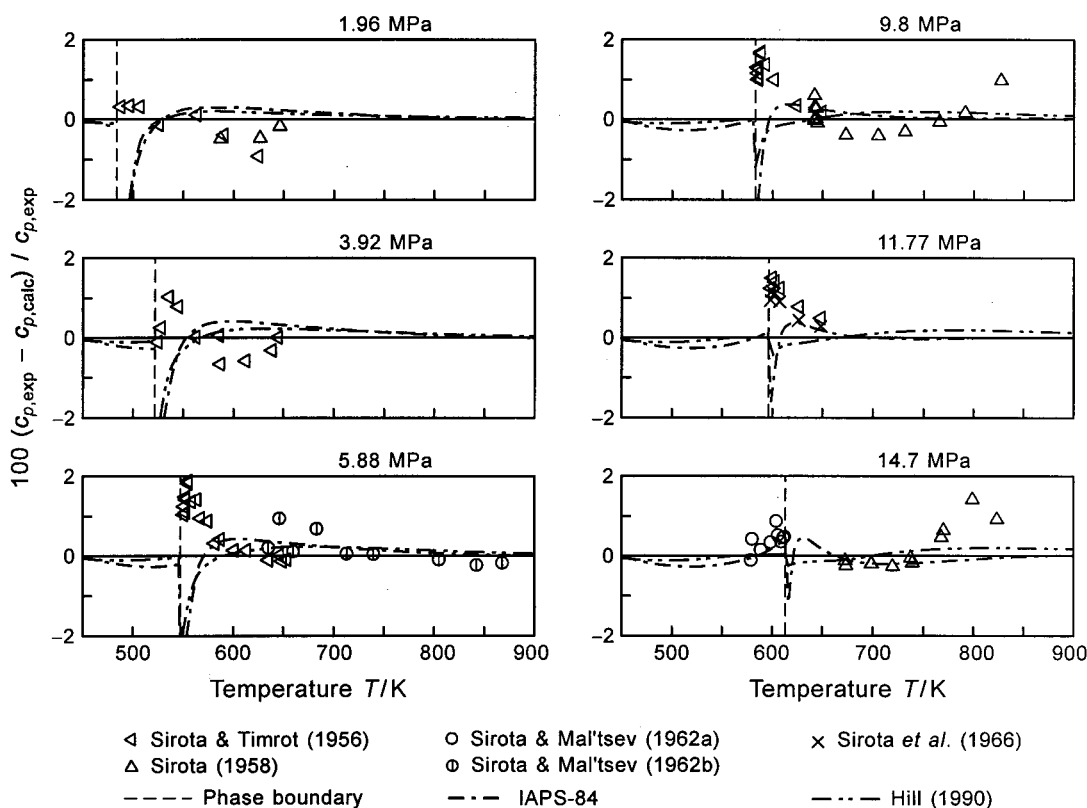 1.96 MPa
2
0
−2
3.92 MPa
2
0
−2
5.88 MPa
2
0
−2
500 600 700 800 900
Temperature T/K
100 (cp,exp − cp,calc) / cp,exp
9.8 MPa
2
0
−2
11.77 MPa
2
0
−2
14.7 MPa
2
0
−2
500 600 700 800 900
Temperature T/K
Sirota & Timrot (1956)
Sirota & Mal'tsev (1962a)
Sirota et al. (1966)
Sirota (1958)
Sirota & Mal'tsev (1962b)
Phase boundary
IAPS-84
Hill (1990)